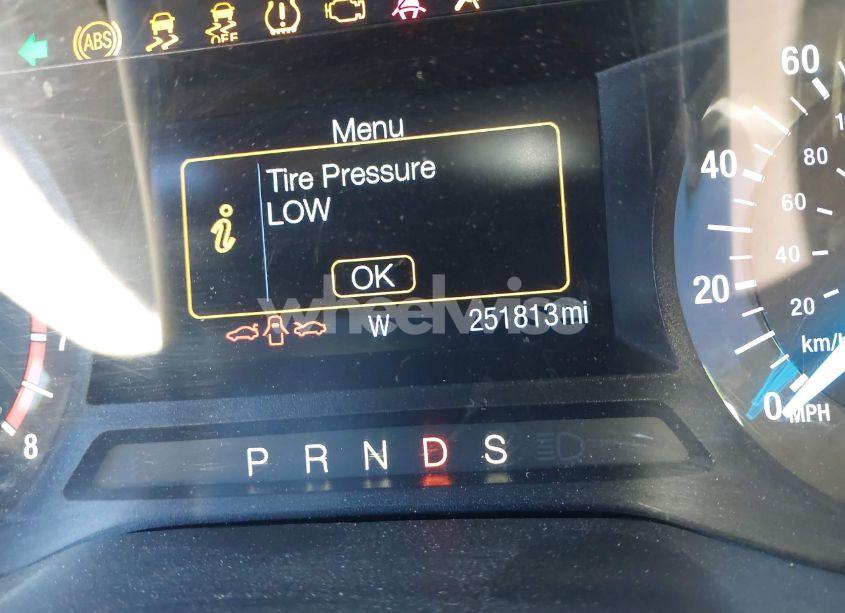 ABS
OFF
Menu
Tire Pressure
LOW
i
OK
wheelwise
W
251813mi
P R N D S
7
8
60
40
20
0
MPH
80
60
40
20
km/h